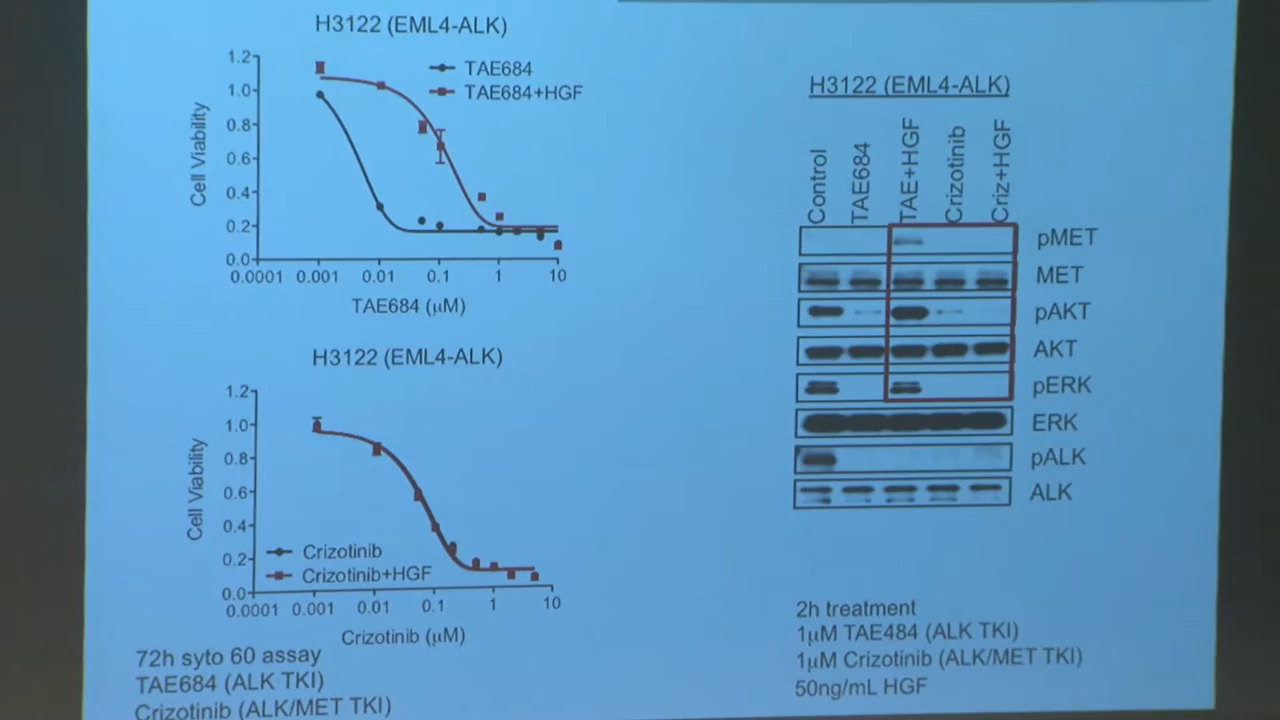 H3122 (EML4-ALK)
1.2
1.0
0.8
0.6
0.4
0.2
0.0
Cell Viability
TAE684
TAE684+HGF
0.0001 0.001 0.01 0.1 1 10
TAE684 (µM)
H3122 (EML4-ALK)
1.2
1.0
0.8
0.6
0.4
0.2
0.0
Cell Viability
Crizotinib
Crizotinib+HGF
0.0001 0.001 0.01 0.1 1 10
Crizotinib (µM)
72h syto 60 assay
TAE684 (ALK TKI)
Crizotinib (ALK/MET TKI)
H3122 (EML4-ALK)
Control
TAE684
TAE+HGF
Crizotinib
Criz+HGF
pMET
MET
pAKT
AKT
pERK
ERK
pALK
ALK
2h treatment
1µM TAE484 (ALK TKI)
1µM Crizotinib (ALK/MET TKI)
50ng/mL HGF